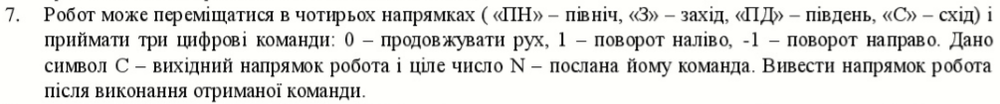 7. Робот може переміщатися в чотирьох напрямках ( «ПН» – північ, «З» – захід, «ПД» – південь, «С» – схід) і
приймати три цифрові команди: 0 – продовжувати рух, 1 – поворот наліво, -1 – поворот направо. Дано
символ C – вихідний напрямок робота і ціле число N – послана йому команда. Вивести напрямок робота
після виконання отриманої команди.